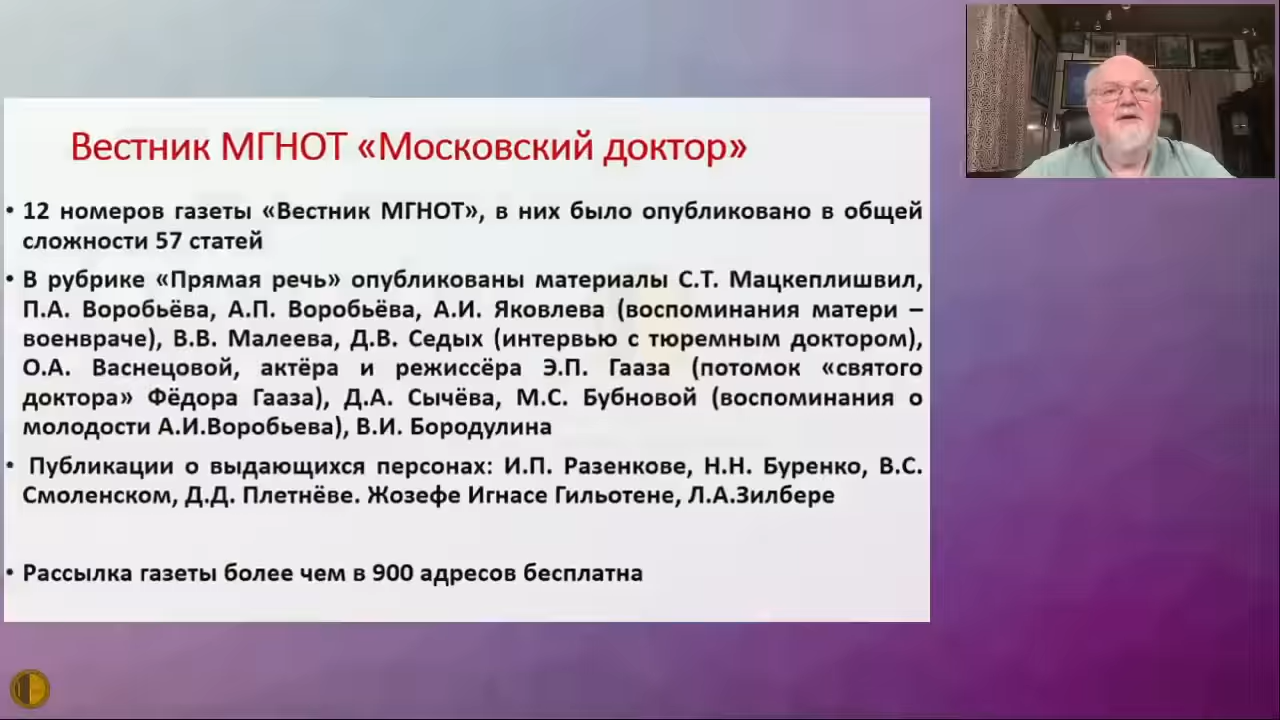 Вестник МГНОТ «Московский доктор»
• 12 номеров газеты «Вестник МГНОТ», в них было опубликовано в общей
сложности 57 статей
• В рубрике «Прямая речь» опубликованы материалы С.Т. Мацкеплишвил,
П.А. Воробьёва, А.П. Воробьёва, А.И. Яковлева (воспоминания матери –
военвраче), В.В. Малеева, Д.В. Седых (интервью с тюремным доктором),
О.А. Васнецовой, актёра и режиссёра Э.П. Гааза (потомок «святого
доктора» Фёдора Гааза), Д.А. Сычёва, М.С. Бубновой (воспоминания о
молодости А.И.Воробьева), В.И. Бородулина
• Публикации о выдающихся персонах: И.П. Разенкове, Н.Н. Буренко, В.С.
Смоленском, Д.Д. Плетнёве. Жозефе Игнасе Гильотене, Л.А.Зилбере
• Рассылка газеты более чем в 900 адресов бесплатна